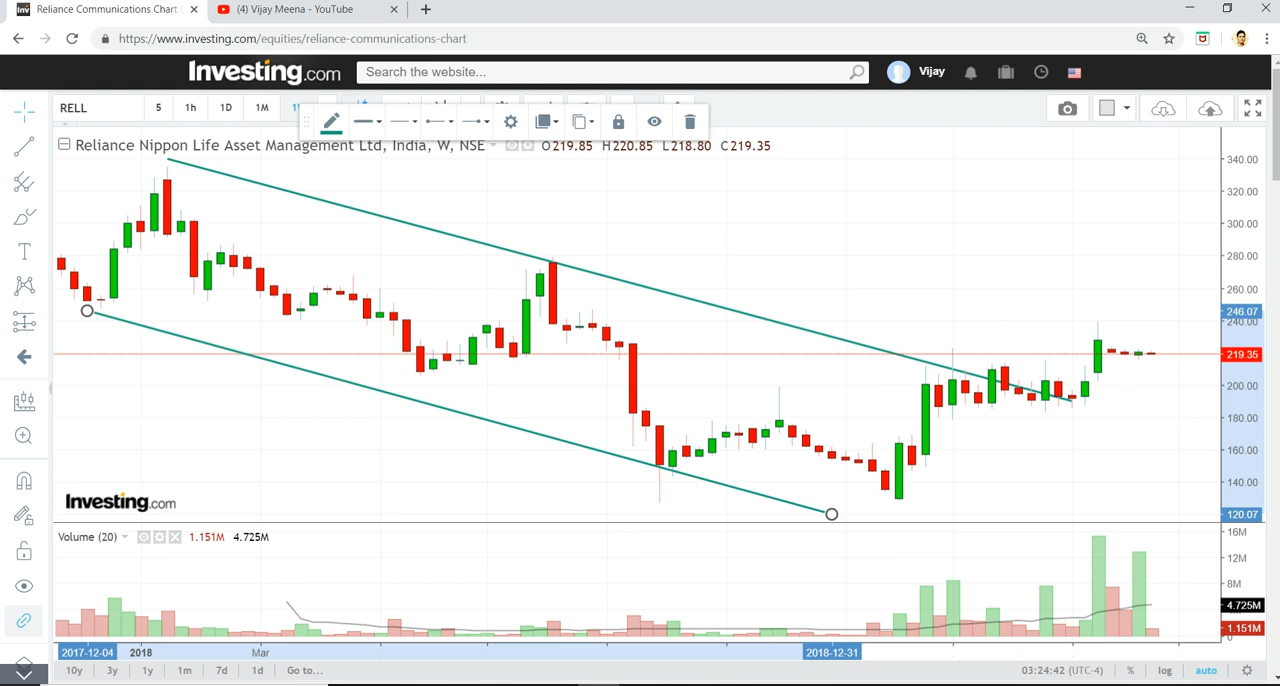 Reliance Communications Chart
(4) Vijay Meena - YouTube
https://www.investing.com/equities/reliance-communications-chart
Investing.com
Search the website...
Vijay
RELL 5 1h 1D 1M
Reliance Nippon Life Asset Management Ltd, India, W, NSE O219.85 H220.85 L218.80 C219.35
340.00
320.00
300.00
280.00
260.00
246.07
240.00
219.35
200.00
180.00
160.00
140.00
120.07
Investing.com
Volume (20) 1.151M 4.725M
16M
12M
8M
4.725M
1.151M
0
2017-12-04 2018 Mar 2018-12-31
10y 3y 1y 1m 7d 1d Go to... 03:24:42 (UTC-4) % log auto